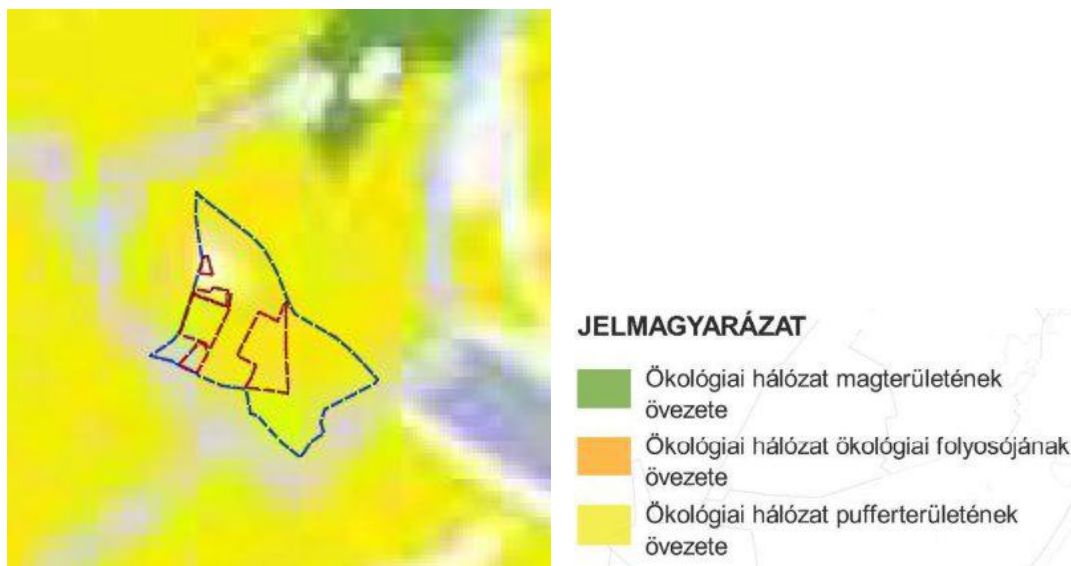 JELMAGYARÁZAT
Ökológiai hálózat magterületének
övezete
Ökológiai hálózat ökológiai folyosójának
övezete
Ökológiai hálózat pufferterületének
övezete